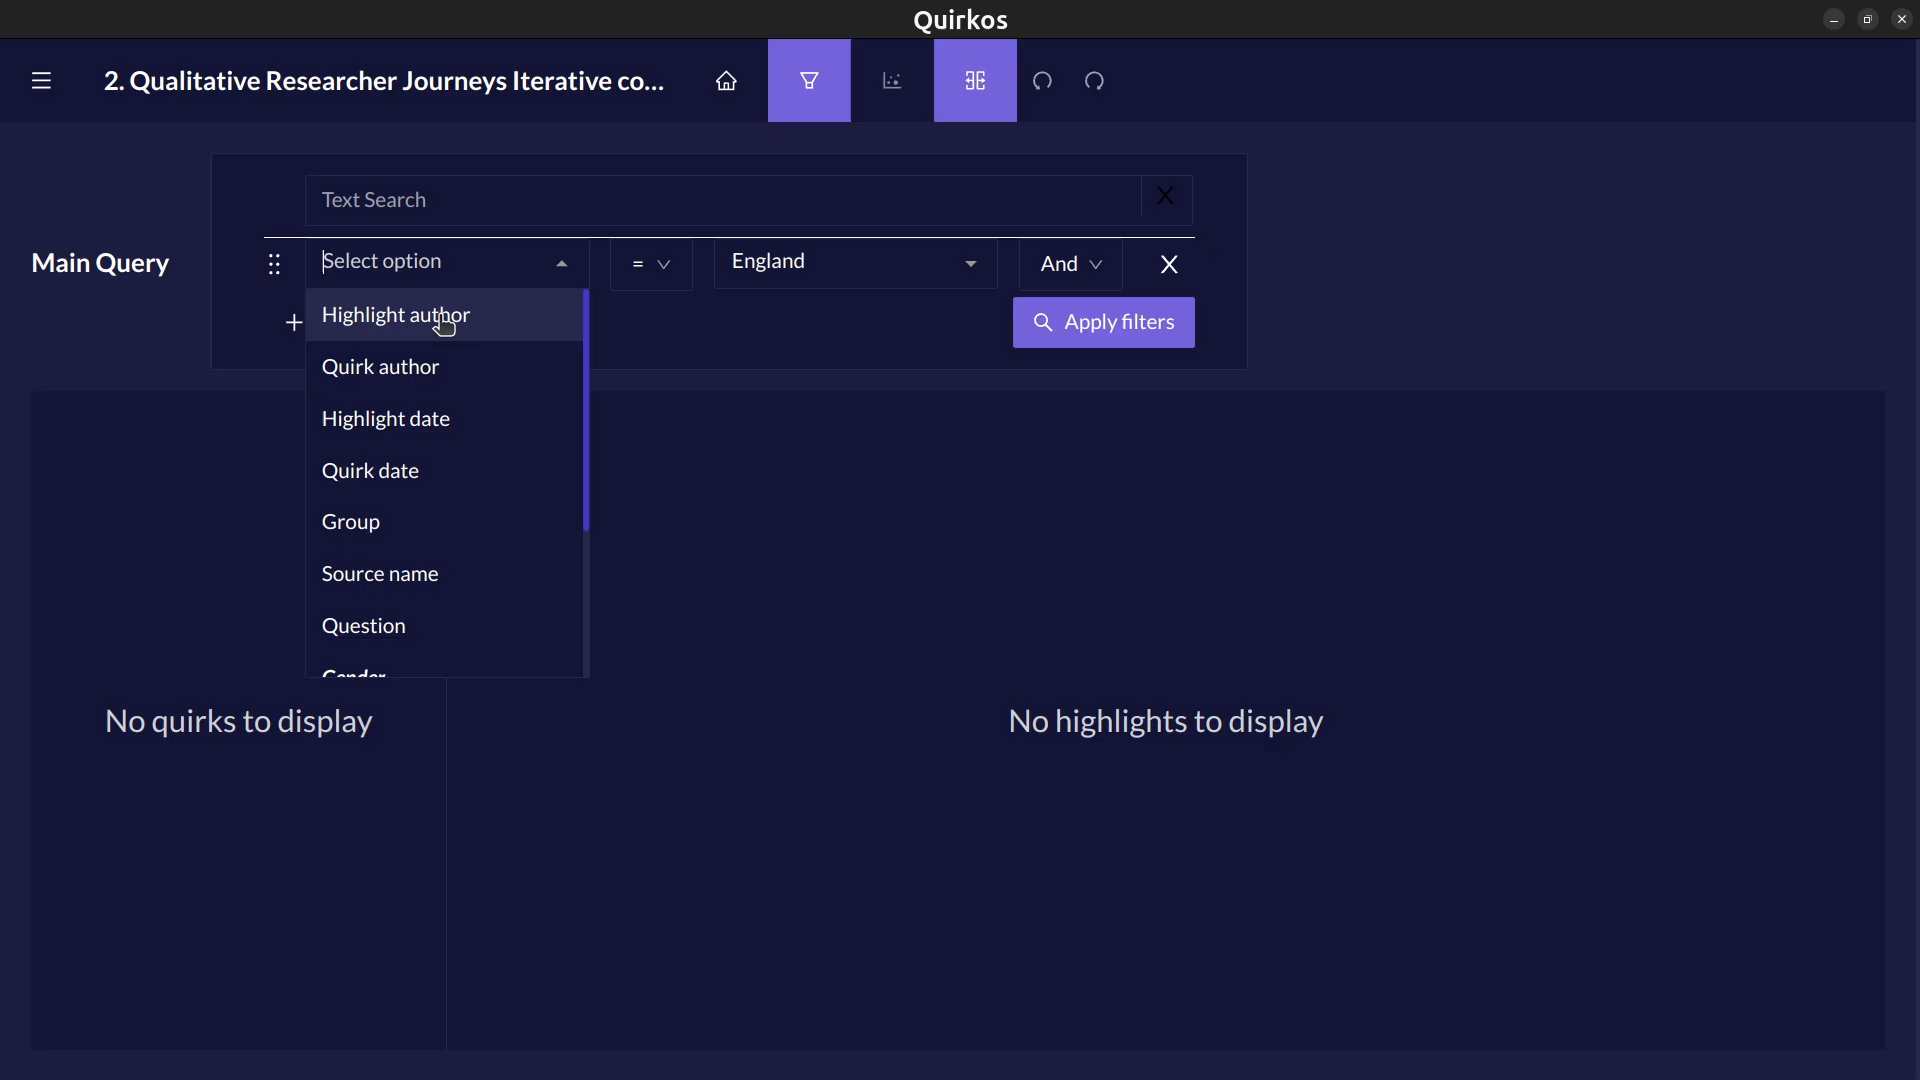 Quirkos
2. Qualitative Researcher Journeys Iterative co...
Text Search
Main Query
Select option
=
England
And
Highlight author
Apply filters
Quirk author
Highlight date
Quirk date
Group
Source name
Question
Gender
No quirks to display
No highlights to display